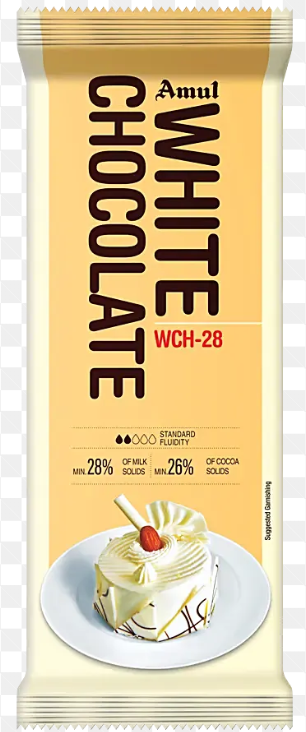 Amul
WHITE
CHOCOLATE
WCH-28
STANDARD
FLUIDITY
MIN. 28% OF MILK SOLIDS
MIN. 26% OF COCOA SOLIDS
Suggested Garnishing